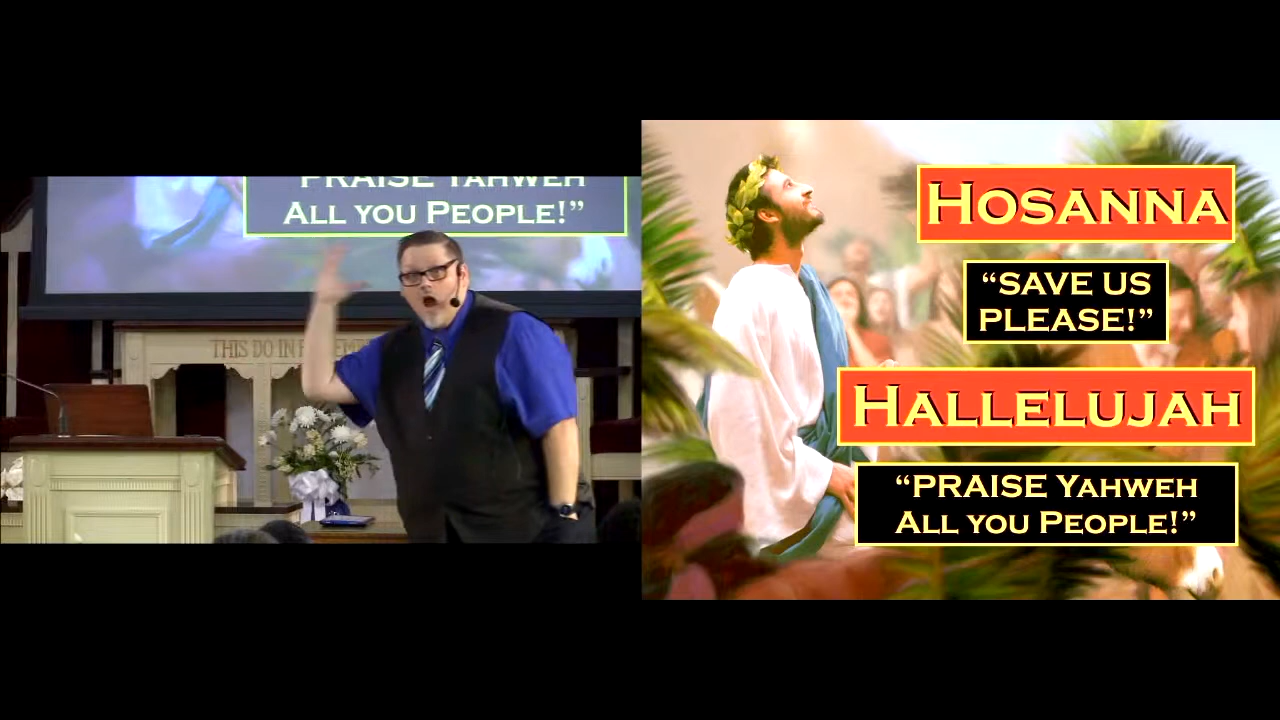 PRAISE YAHWEH
ALL YOU PEOPLE!”
THIS DO IN
HOSANNA
“SAVE US
PLEASE!”
HALLELUJAH
“PRAISE YAHWEH
ALL YOU PEOPLE!”